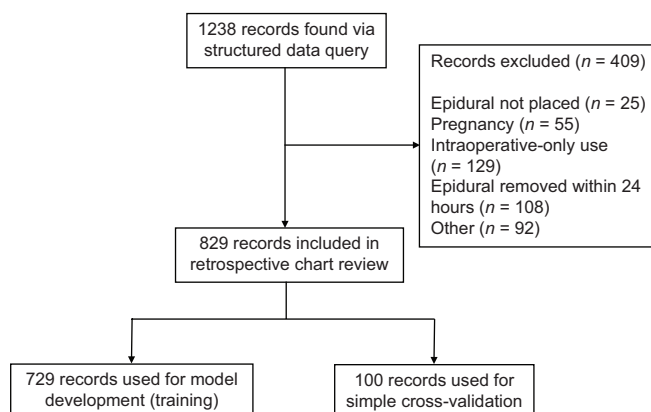 1238 records found via
structured data query
Records excluded (n = 409)
Epidural not placed (n = 25)
Pregnancy (n = 55)
Intraoperative-only use
(n = 129)
Epidural removed within 24
hours (n = 108)
Other (n = 92)
829 records included in
retrospective chart review
729 records used for model
development (training)
100 records used for
simple cross-validation